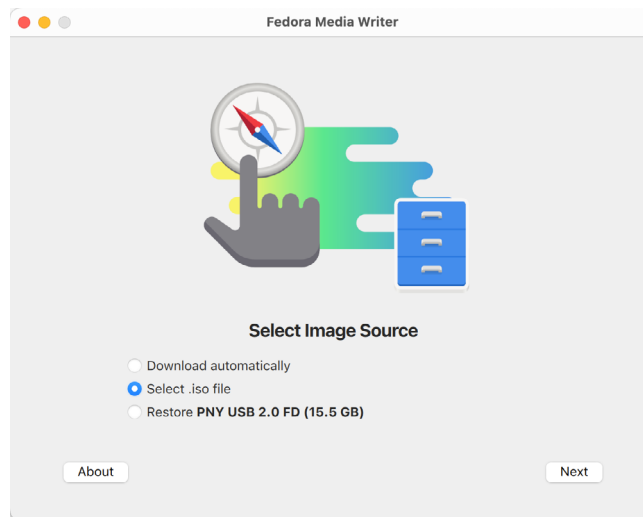 Fedora Media Writer
Select Image Source
Download automatically
Select .iso file
Restore PNY USB 2.0 FD (15.5 GB)
About
Next